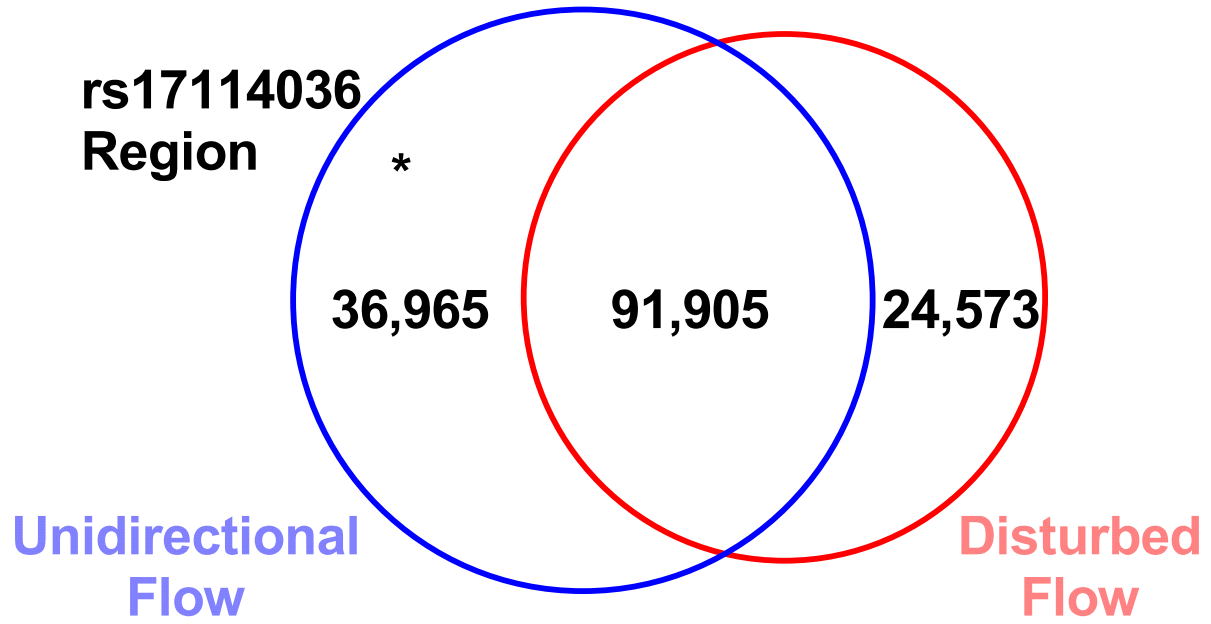 rs17114036
Region
*
36,965
91,905
24,573
Unidirectional
Flow
Disturbed
Flow